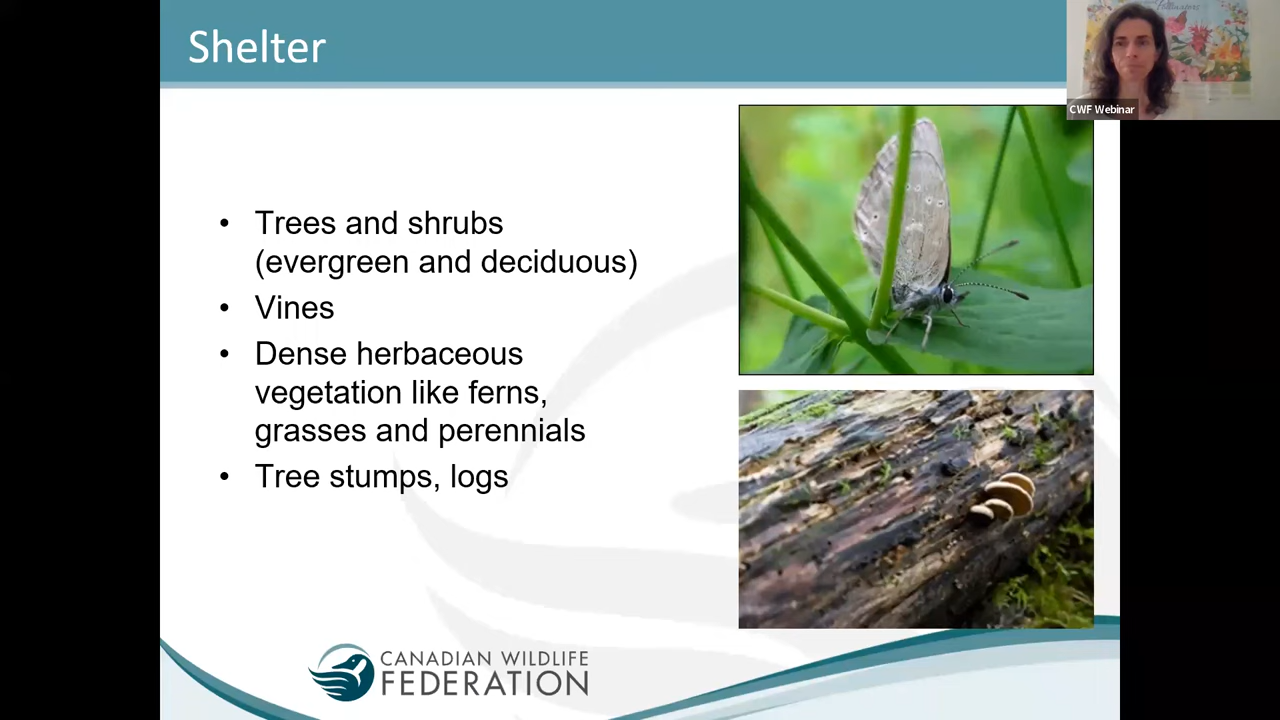 Shelter
CWF Webinar
• Trees and shrubs
(evergreen and deciduous)
• Vines
• Dense herbaceous
vegetation like ferns,
grasses and perennials
• Tree stumps, logs
CANADIAN WILDLIFE
FEDERATION